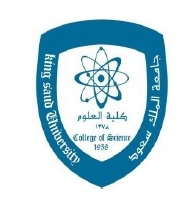 king saud University
جامعة الملك سعود
كلية العلوم
١٣٧٨
College of Science
1958